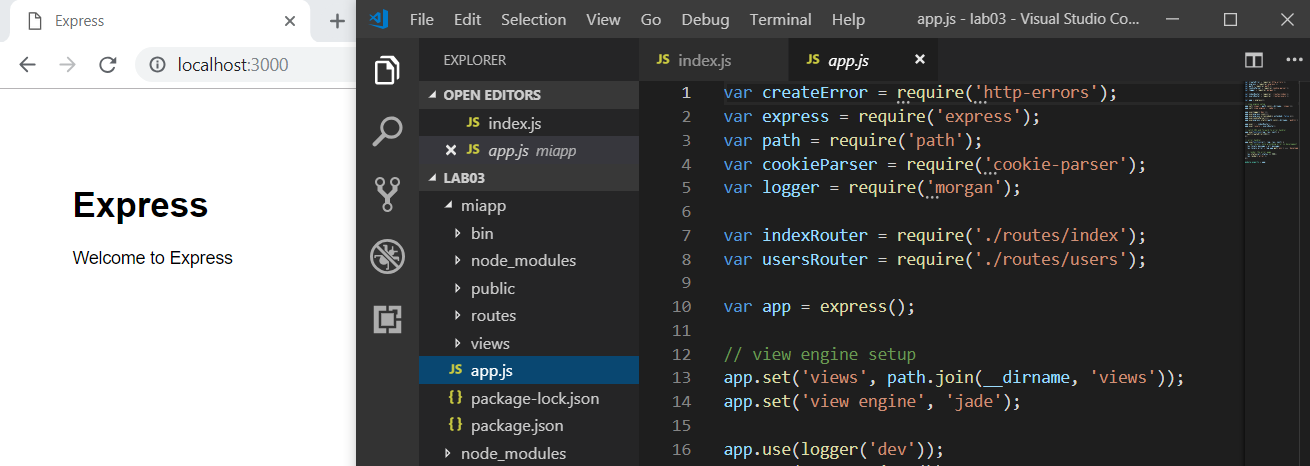 Express
localhost:3000
Express
Welcome to Express
File Edit Selection View Go Debug Terminal Help app.js - lab03 - Visual Studio Co...
EXPLORER
OPEN EDITORS
JS index.js
JS app.js miapp
LAB03
miapp
bin
node_modules
public
routes
views
JS app.js
{} package-lock.json
{} package.json
node_modules
JS index.js
JS app.js
1 var createError = require('http-errors');
2 var express = require('express');
3 var path = require('path');
4 var cookieParser = require('cookie-parser');
5 var logger = require('morgan');
6
7 var indexRouter = require('./routes/index');
8 var usersRouter = require('./routes/users');
9
10 var app = express();
11
12 // view engine setup
13 app.set('views', path.join(__dirname, 'views'));
14 app.set('view engine', 'jade');
15
16 app.use(logger('dev'));